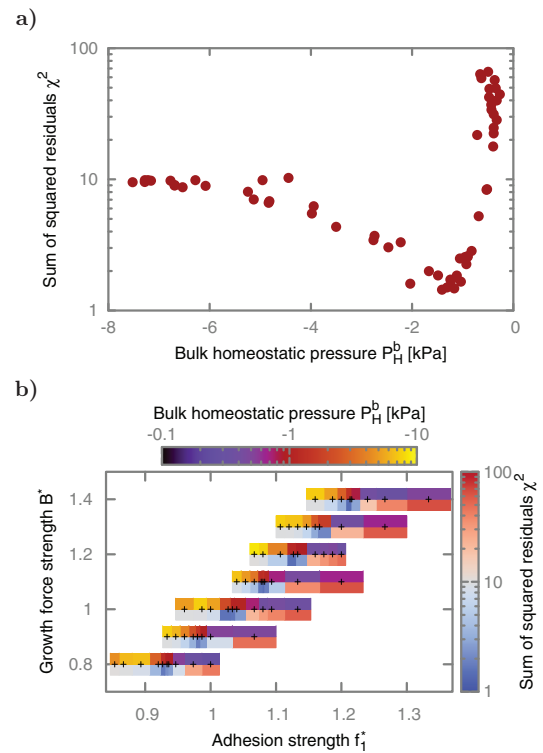 a)
Sum of squared residuals χ²
100
10
1
-8
-6
-4
-2
0
Bulk homeostatic pressure P_H^b [kPa]
b)
Bulk homeostatic pressure P_H^b [kPa]
-0.1
-1
-10
Growth force strength B*
1.4
1.2
1.0
0.8
0.9
1
1.1
1.2
1.3
Adhesion strength f_1^*
100
10
1
Sum of squared residuals χ²